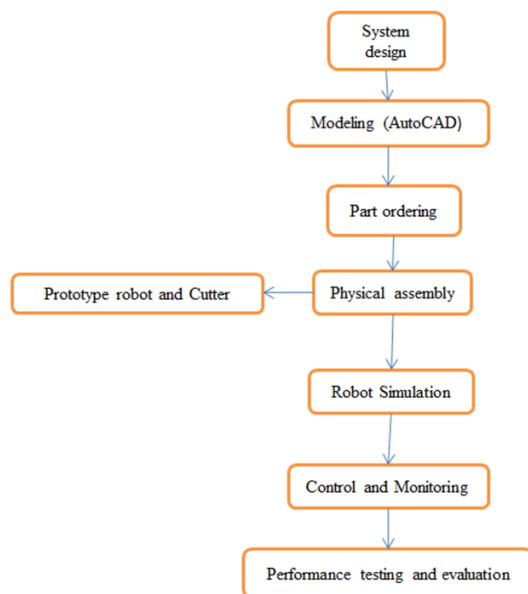 System
design
Modeling (AutoCAD)
Part ordering
Prototype robot and Cutter
Physical assembly
Robot Simulation
Control and Monitoring
Performance testing and evaluation